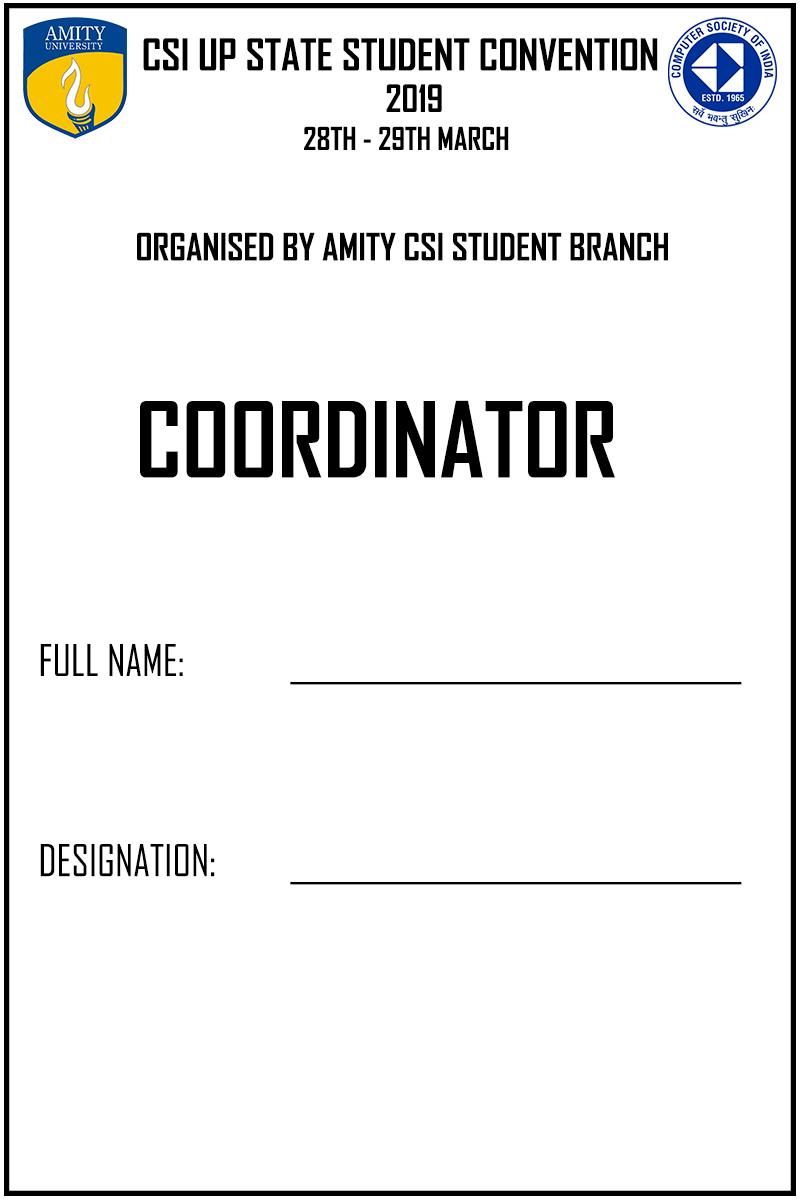 AMITY
UNIVERSITY
CSI UP STATE STUDENT CONVENTION
2019
28TH - 29TH MARCH
COMPUTER SOCIETY OF INDIA
ESTD. 1965
सर्वे भवन्तु सुखिनः
ORGANISED BY AMITY CSI STUDENT BRANCH
COORDINATOR
FULL NAME:
DESIGNATION: